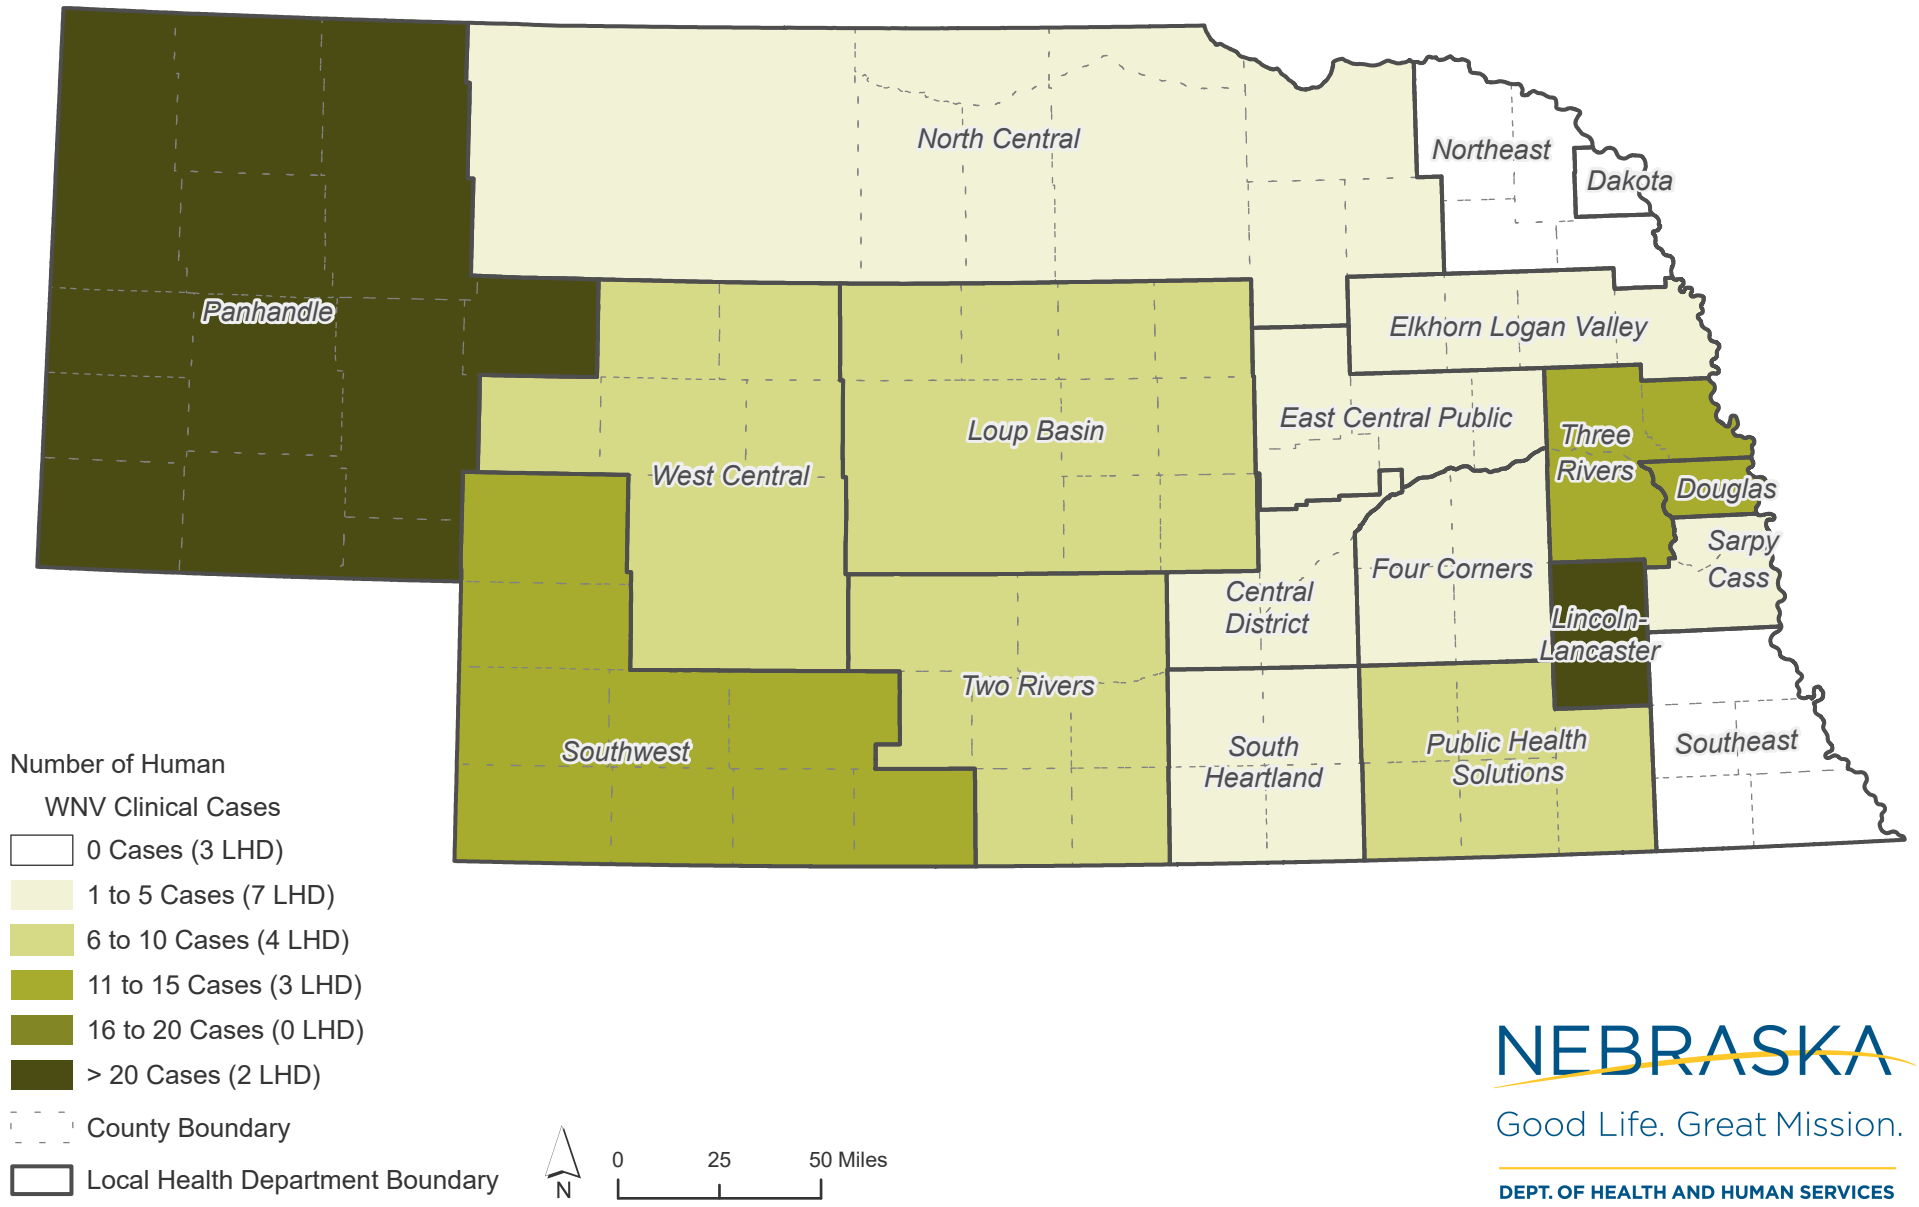 North Central
Northeast
Dakota
Panhandle
Elkhorn Logan Valley
East Central Public
Loup Basin
Three
Rivers
West Central
Douglas
Sarpy
Cass
Four Corners
Central
District
Lincoln-
Lancaster
Two Rivers
Southwest
South
Heartland
Public Health
Solutions
Southeast
Number of Human
WNV Clinical Cases
0 Cases (3 LHD)
1 to 5 Cases (7 LHD)
6 to 10 Cases (4 LHD)
11 to 15 Cases (3 LHD)
16 to 20 Cases (0 LHD)
> 20 Cases (2 LHD)
County Boundary
Local Health Department Boundary
N
0 25 50 Miles
NEBRASKA
Good Life. Great Mission.
DEPT. OF HEALTH AND HUMAN SERVICES